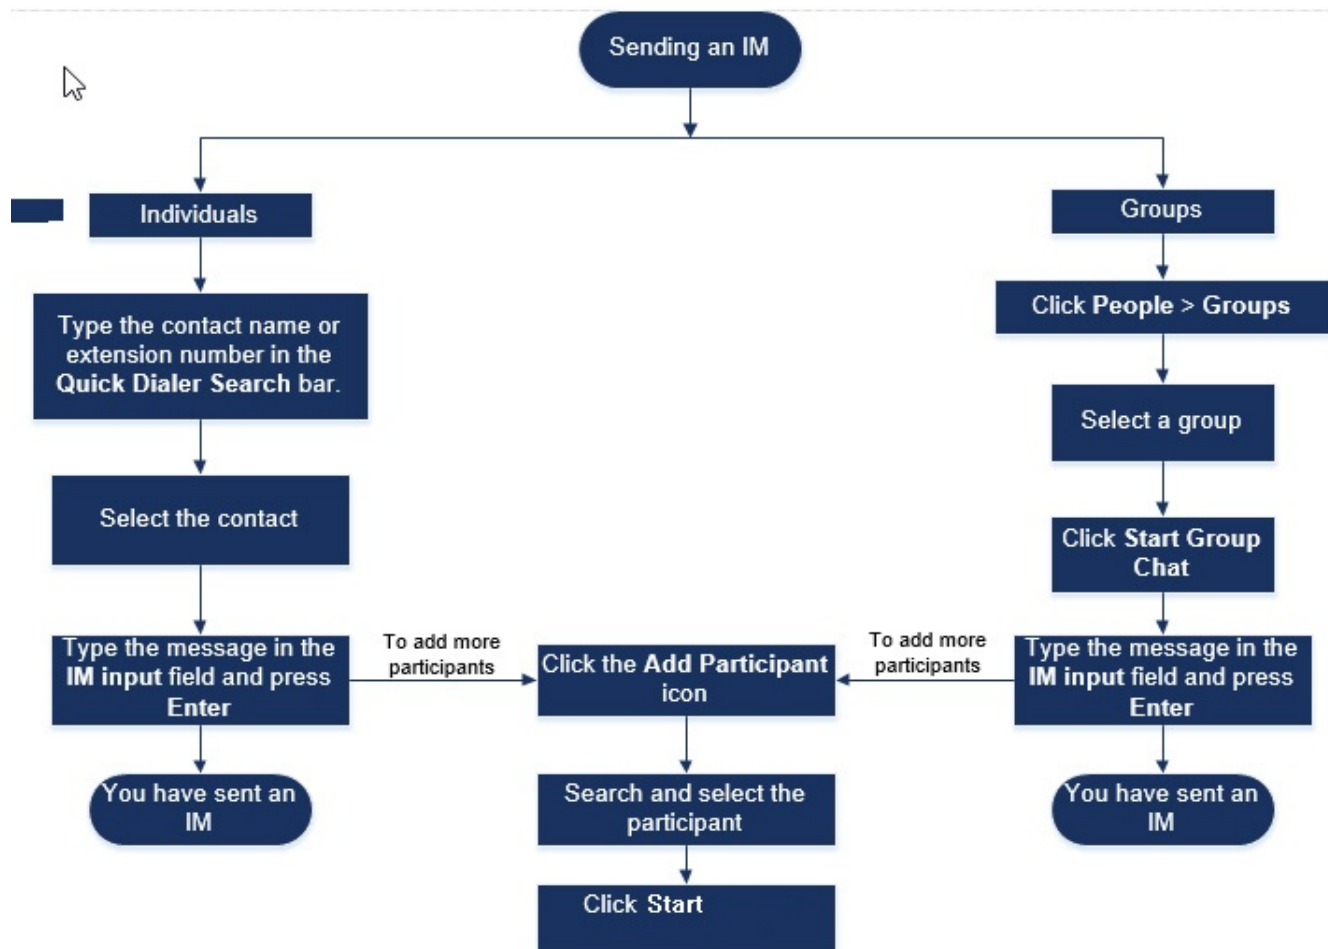 Sending an IM
Individuals
Type the contact name or
extension number in the
Quick Dialer Search bar.
Select the contact
Type the message in the
IM input field and press
Enter
You have sent an
IM
To add more
participants
Click the Add Participant
icon
Search and select the
participant
Click Start
Groups
Click People > Groups
Select a group
Click Start Group
Chat
To add more
participants
Type the message in the
IM input field and press
Enter
You have sent an
IM